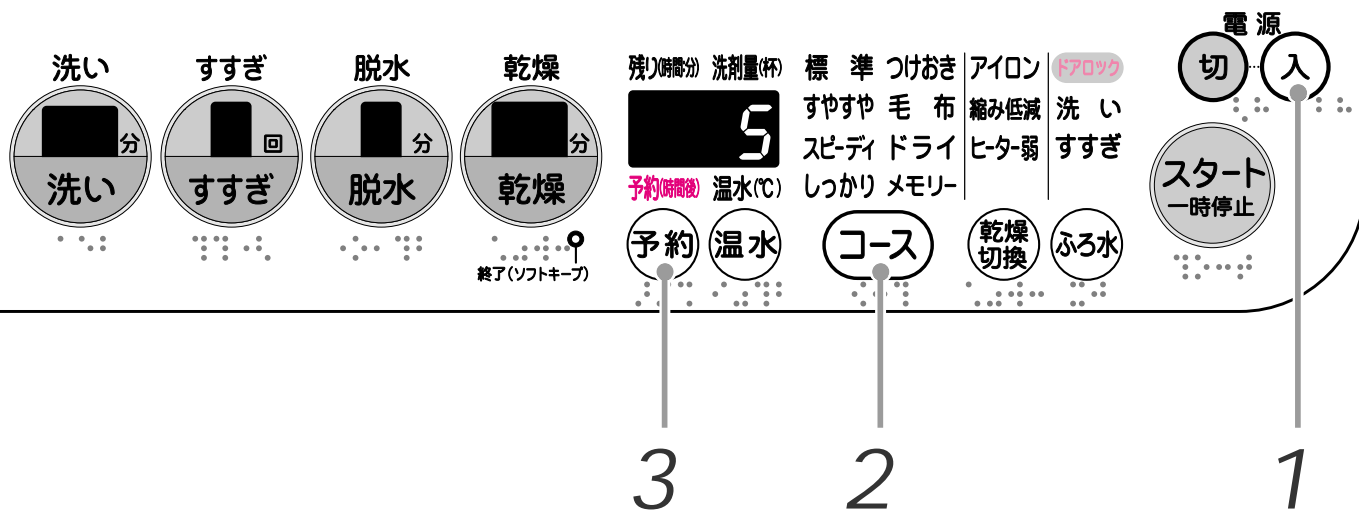 電源
切 入
洗い すすぎ 脱水 乾燥
分 回 分 分
洗い すすぎ 脱水 乾燥
終了(ソフトキープ)
残り(時間分) 洗剤量(杯)
5
予約(時間後) 温水(℃)
予約 温水
標準 つけおき
すやすや 毛布
スピーディ ドライ
しっかり メモリー
コース
アイロン
縮み低減
ヒーター弱
乾燥
切換
ドアロック
洗い
すすぎ
ふろ水
スタート
一時停止
3 2 1